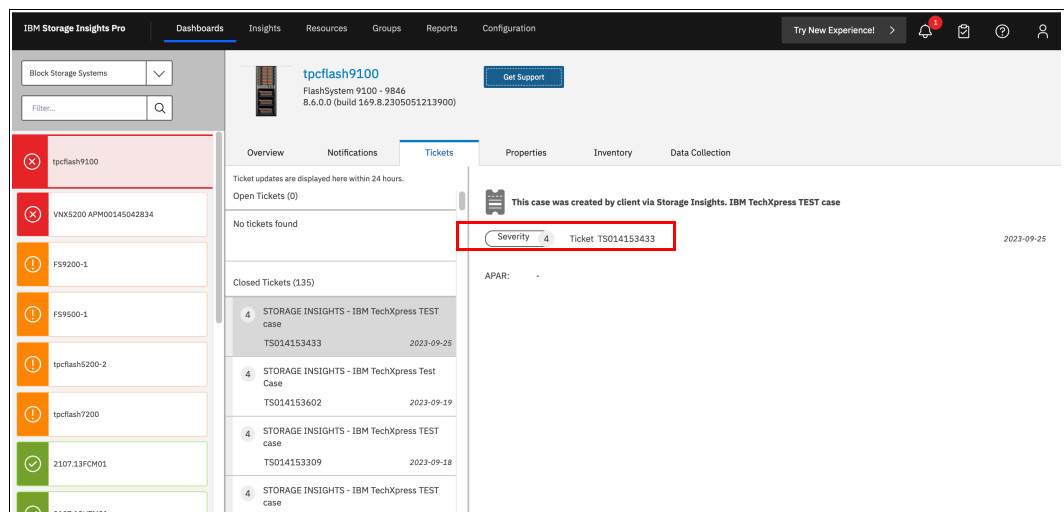 IBM Storage Insights Pro
Dashboards
Insights
Resources
Groups
Reports
Configuration
Try New Experience!
1
Block Storage Systems
Filter...
tpcflash9100
FlashSystem 9100 - 9846
8.6.0.0 (build 169.8.2305051213900)
Get Support
tpcflash9100
VNX5200 APM00145042834
FS9200-1
FS9500-1
tpcflash5200-2
tpcflash7200
2107.13FCM01
Overview
Notifications
Tickets
Properties
Inventory
Data Collection
Ticket updates are displayed here within 24 hours.
Open Tickets (0)
No tickets found
Closed Tickets (135)
4 STORAGE INSIGHTS - IBM TechXpress TEST
case
TS014153433 2023-09-25
4 STORAGE INSIGHTS - IBM TechXpress Test
Case
TS014153602 2023-09-19
4 STORAGE INSIGHTS - IBM TechXpress TEST
case
TS014153309 2023-09-18
4 STORAGE INSIGHTS - IBM TechXpress TEST
case
This case was created by client via Storage Insights. IBM TechXpress TEST case
Severity 4 Ticket TS014153433 2023-09-25
APAR: -